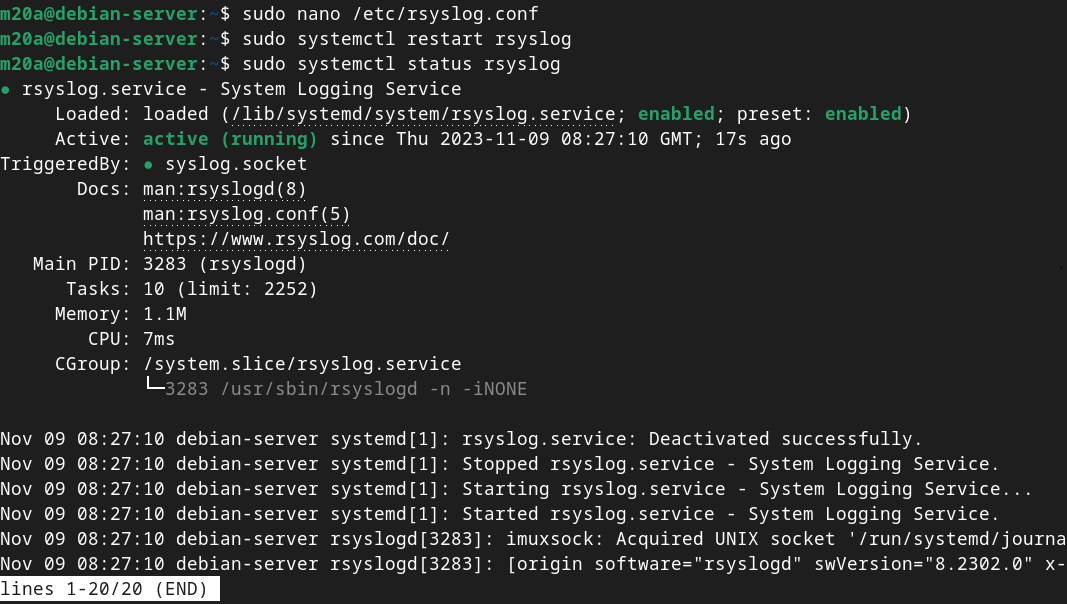 m20a@debian-server:~$ sudo nano /etc/rsyslog.conf
m20a@debian-server:~$ sudo systemctl restart rsyslog
m20a@debian-server:~$ sudo systemctl status rsyslog
● rsyslog.service - System Logging Service
     Loaded: loaded (/lib/systemd/system/rsyslog.service; enabled; preset: enabled)
     Active: active (running) since Thu 2023-11-09 08:27:10 GMT; 17s ago
TriggeredBy: ● syslog.socket
       Docs: man:rsyslogd(8)
             man:rsyslog.conf(5)
             https://www.rsyslog.com/doc/
   Main PID: 3283 (rsyslogd)
      Tasks: 10 (limit: 2252)
     Memory: 1.1M
        CPU: 7ms
     CGroup: /system.slice/rsyslog.service
             └─3283 /usr/sbin/rsyslogd -n -iNONE

Nov 09 08:27:10 debian-server systemd[1]: rsyslog.service: Deactivated successfully.
Nov 09 08:27:10 debian-server systemd[1]: Stopped rsyslog.service - System Logging Service.
Nov 09 08:27:10 debian-server systemd[1]: Starting rsyslog.service - System Logging Service...
Nov 09 08:27:10 debian-server systemd[1]: Started rsyslog.service - System Logging Service.
Nov 09 08:27:10 debian-server rsyslogd[3283]: imuxsock: Acquired UNIX socket '/run/systemd/journa
Nov 09 08:27:10 debian-server rsyslogd[3283]: [origin software="rsyslogd" swVersion="8.2302.0" x-
lines 1-20/20 (END)